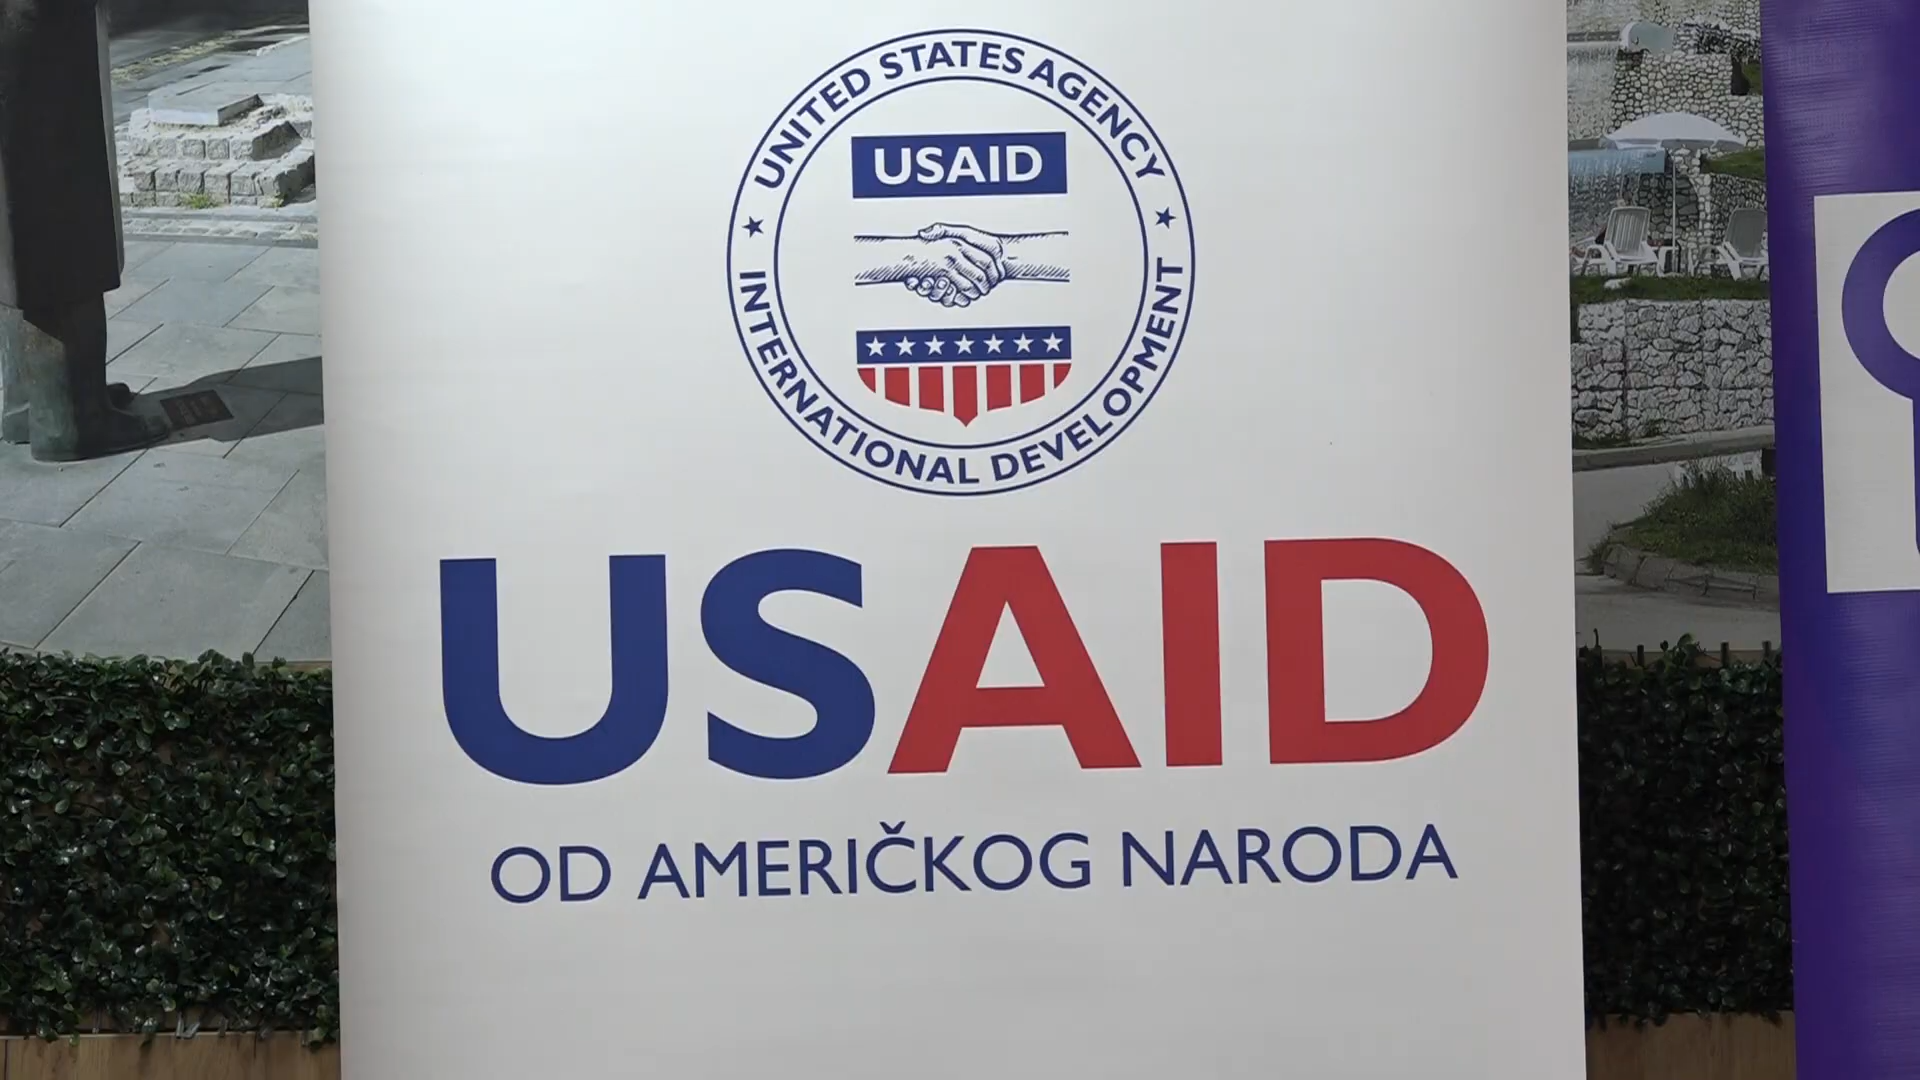 UNITED STATES AGENCY
INTERNATIONAL DEVELOPMENT
USAID
USAID
OD AMERIČKOG NARODA